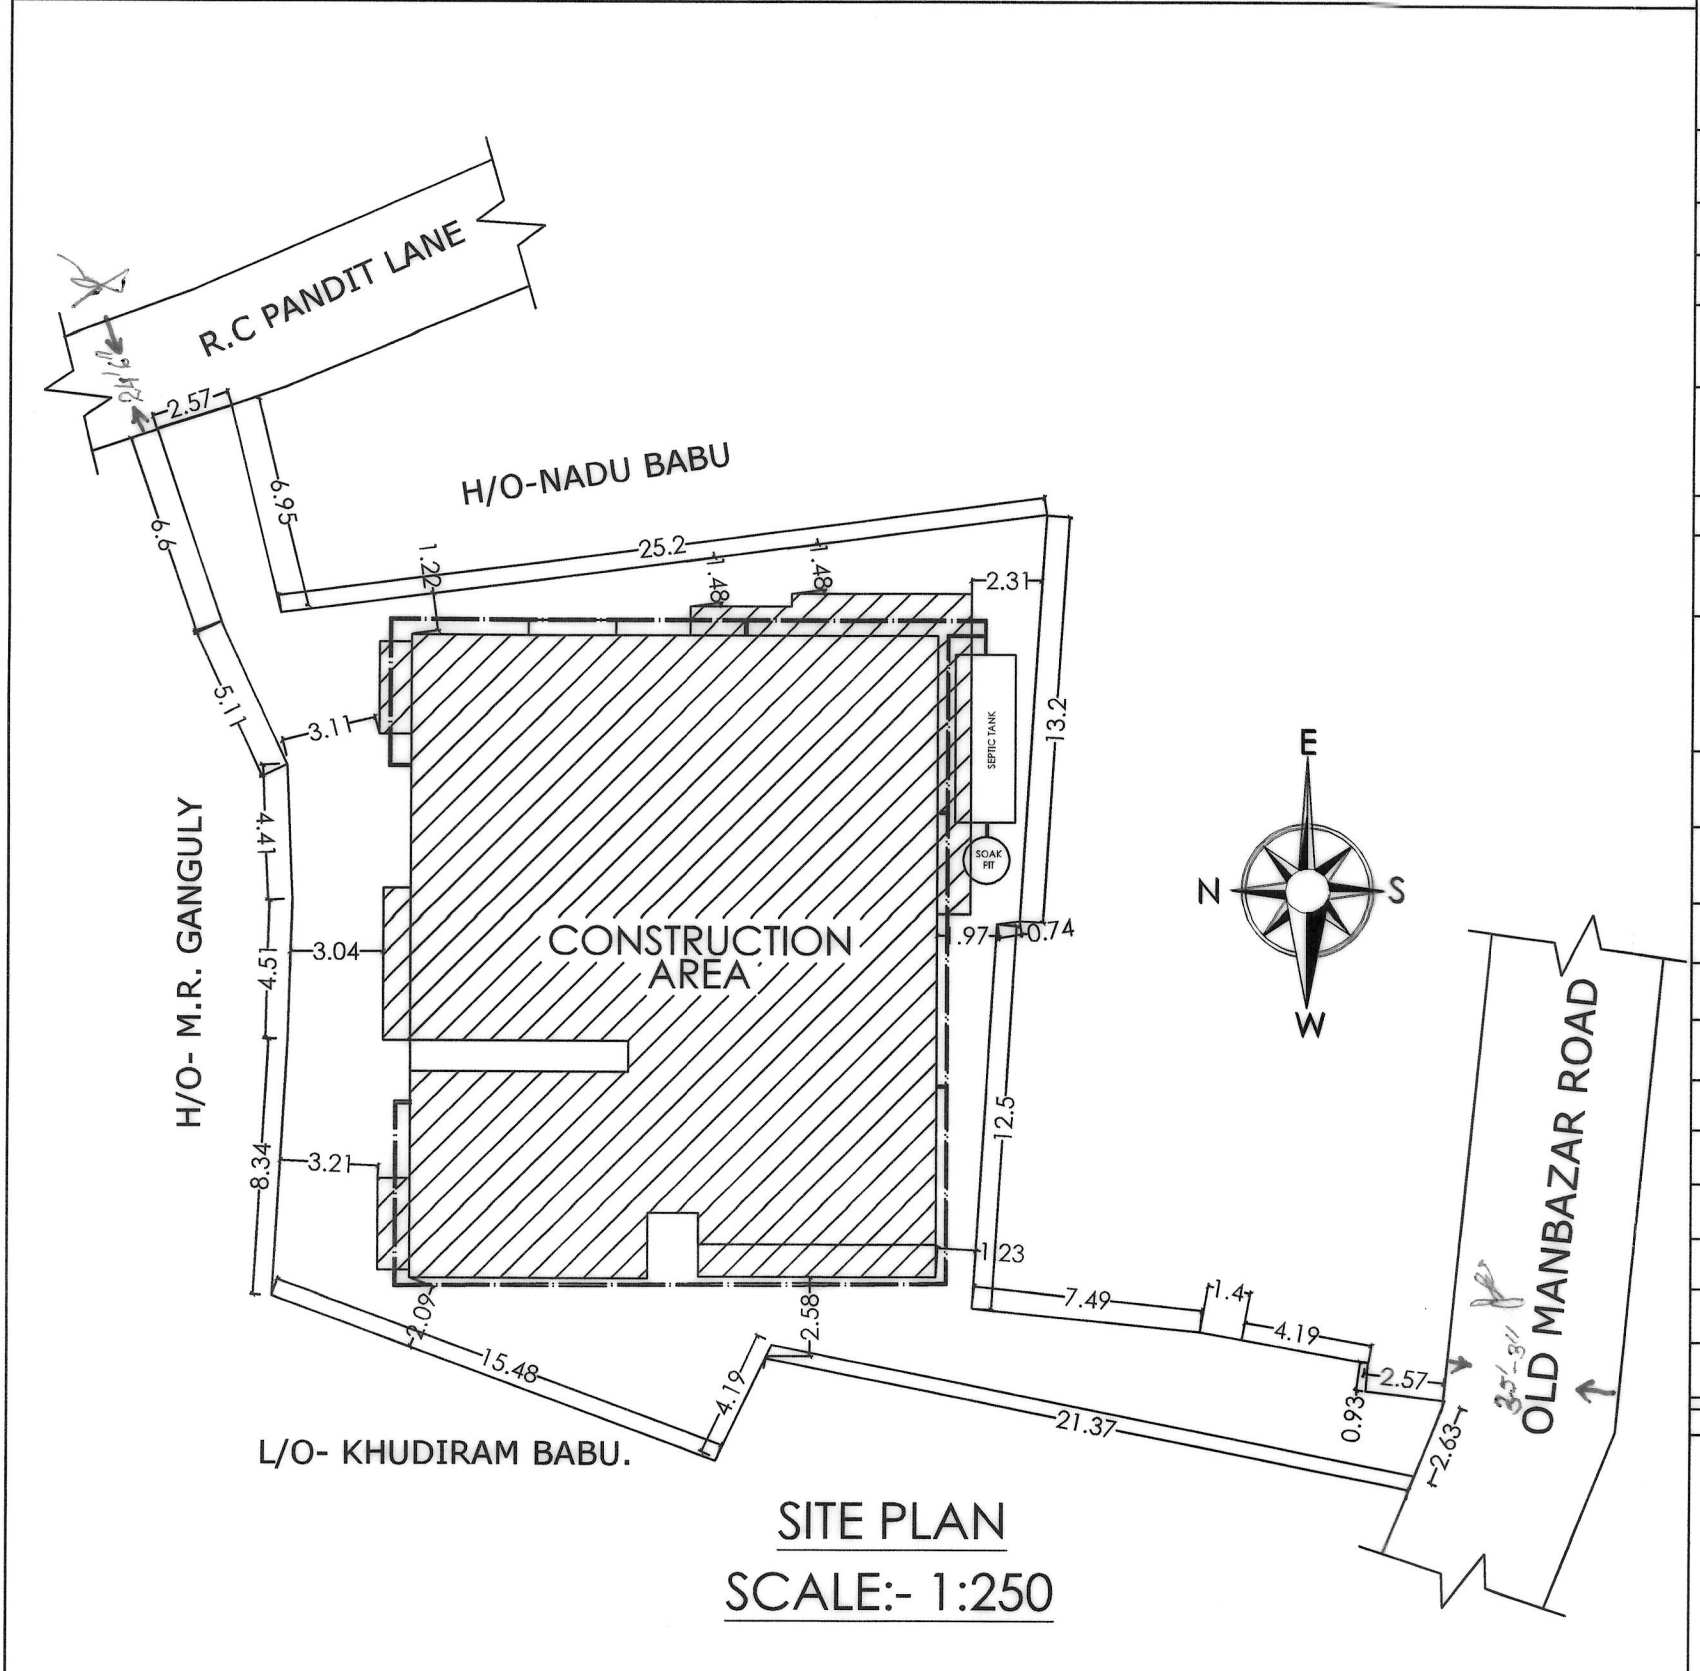 R.C PANDIT LANE
24'6"
2.57
6.95
6.6
H/O-NADU BABU
25.2
1.22
1.48
1.48
2.31
5.11
3.11
13.2
SEPTIC TANK
E
4.41
SOAK
PIT
N
S
H/O- M.R. GANGULY
CONSTRUCTION
AREA
3.04
4.51
.97
0.74
W
OLD MANBAZAR ROAD
12.5
8.34
3.21
1.23
7.49
1.4
4.19
2.09
2.58
15.48
4.19
2.57
35'-3"
0.93
21.37
2.63
L/O- KHUDIRAM BABU.
SITE PLAN
SCALE:- 1:250